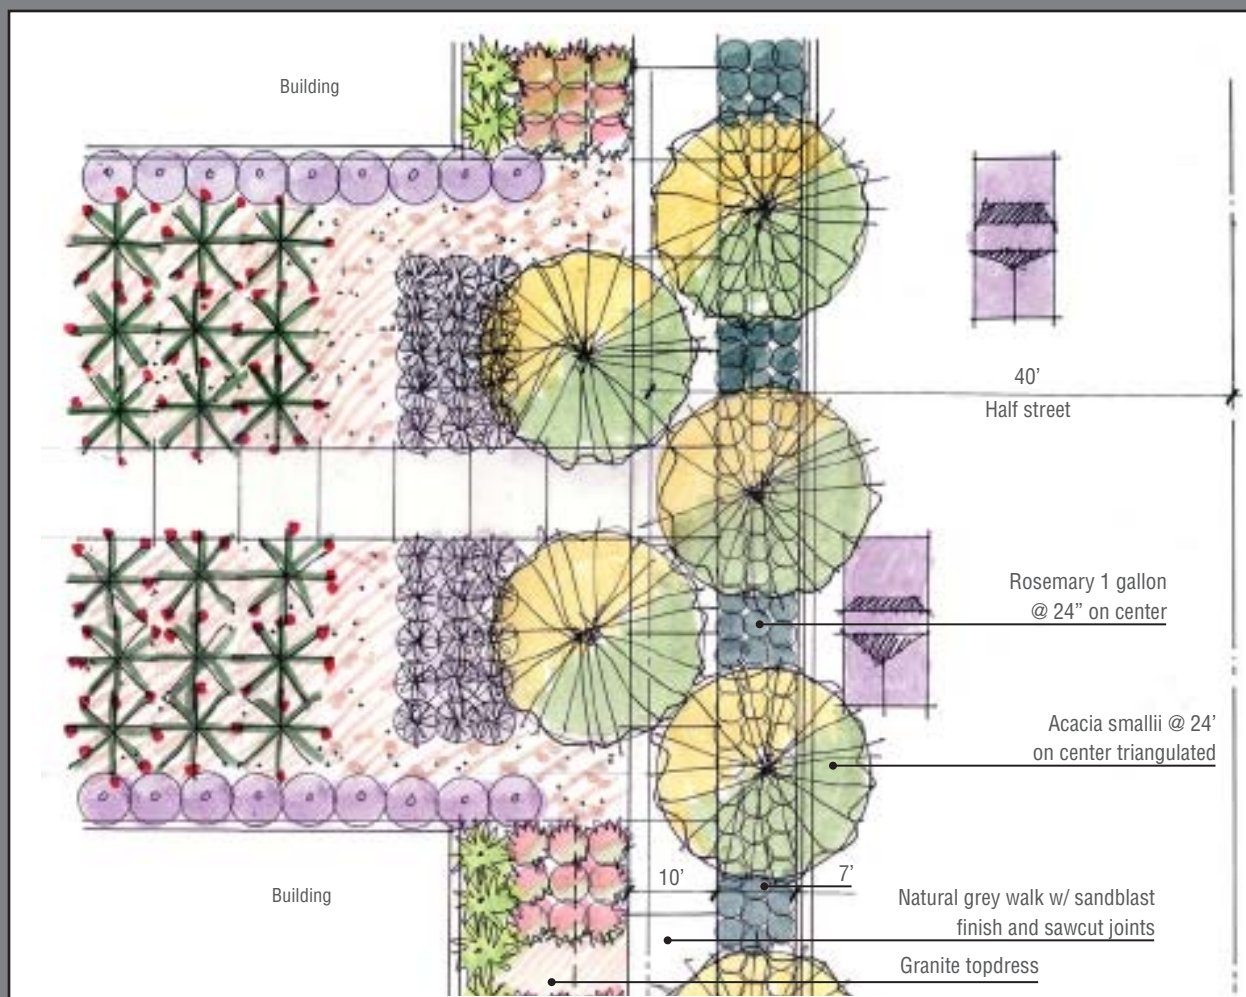 Building
40’
Half street
Rosemary 1 gallon
@ 24” on center
Acacia smallii @ 24’
on center triangulated
10’
7’
Building
Natural grey walk w/ sandblast
finish and sawcut joints
Granite topdress